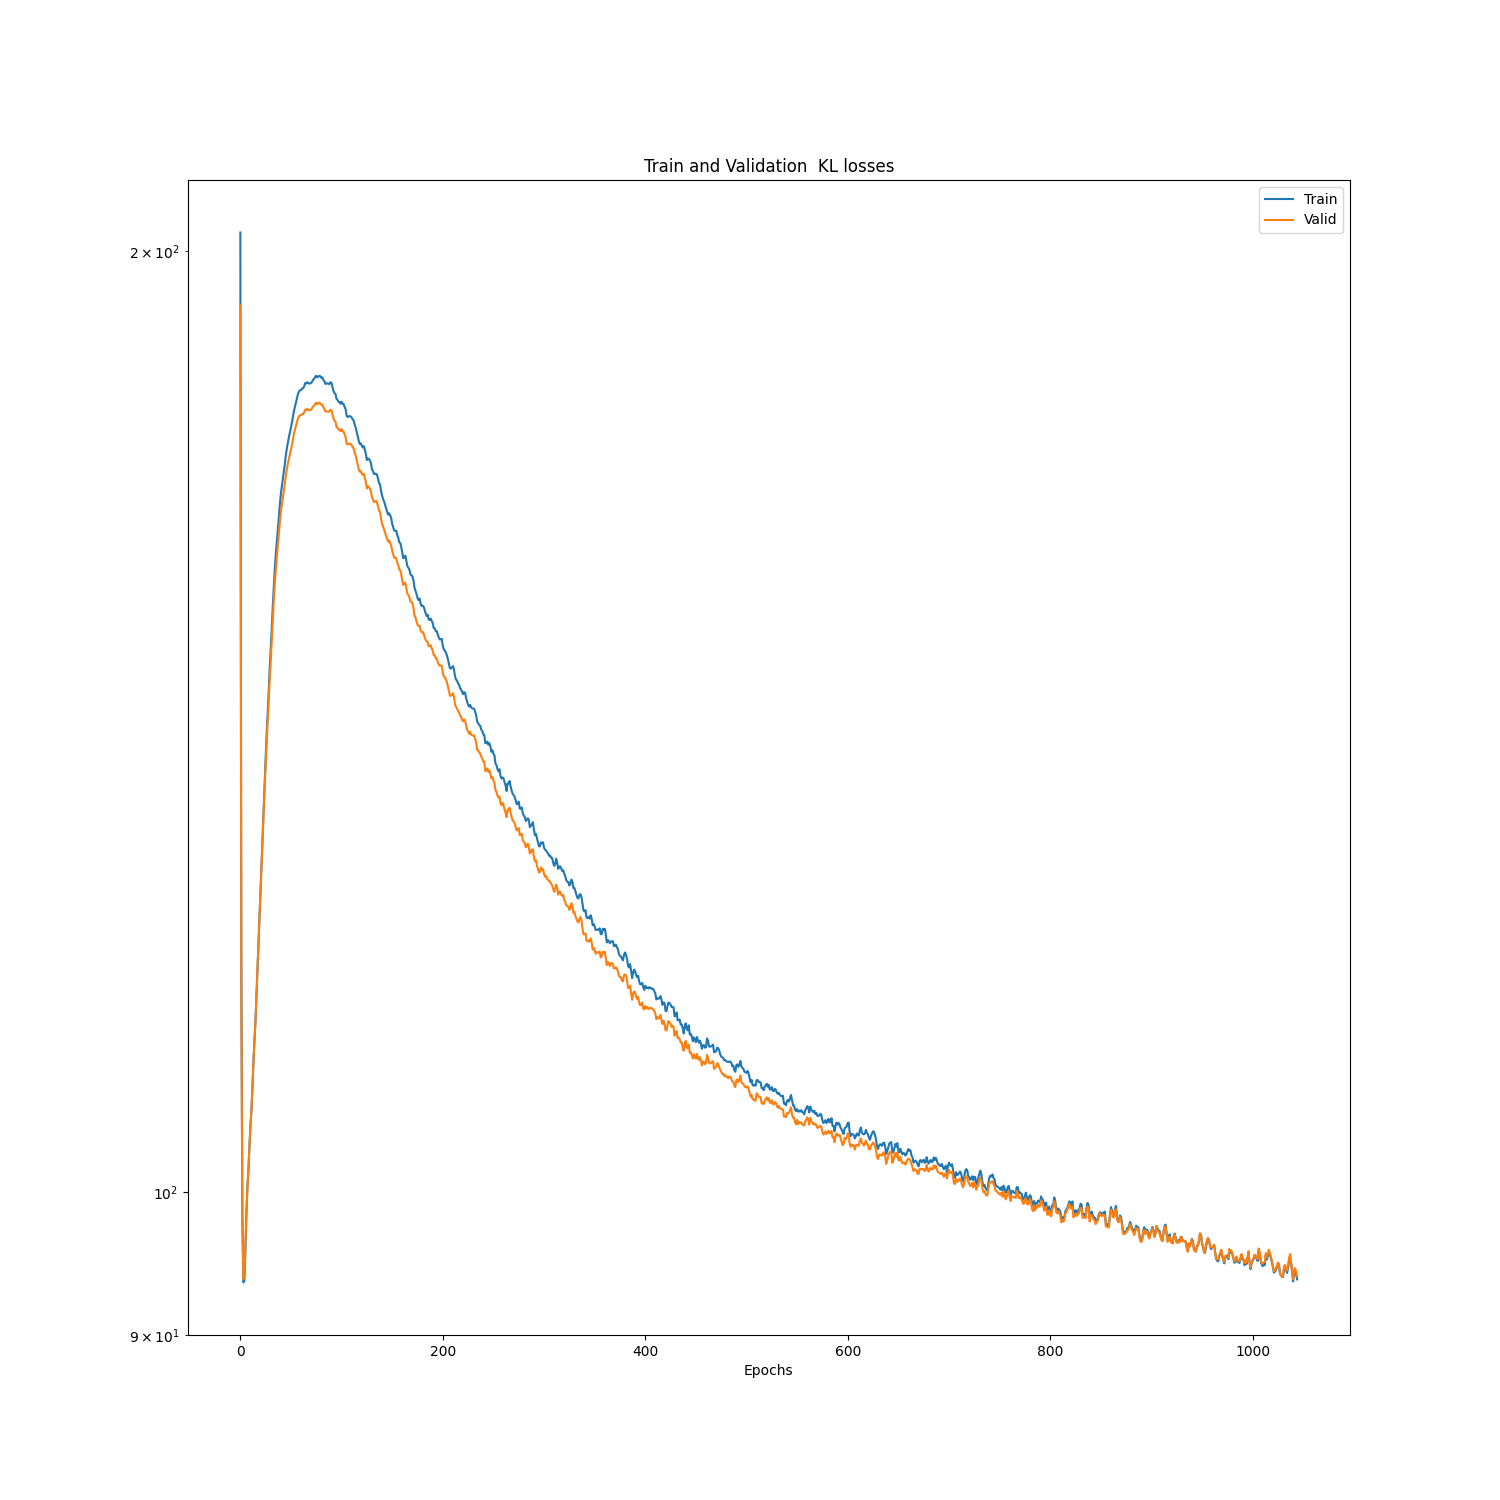 Train and Validation  KL losses
Train
Valid
2 × 10²
10²
9 × 10¹
0 200 400 600 800 1000
Epochs